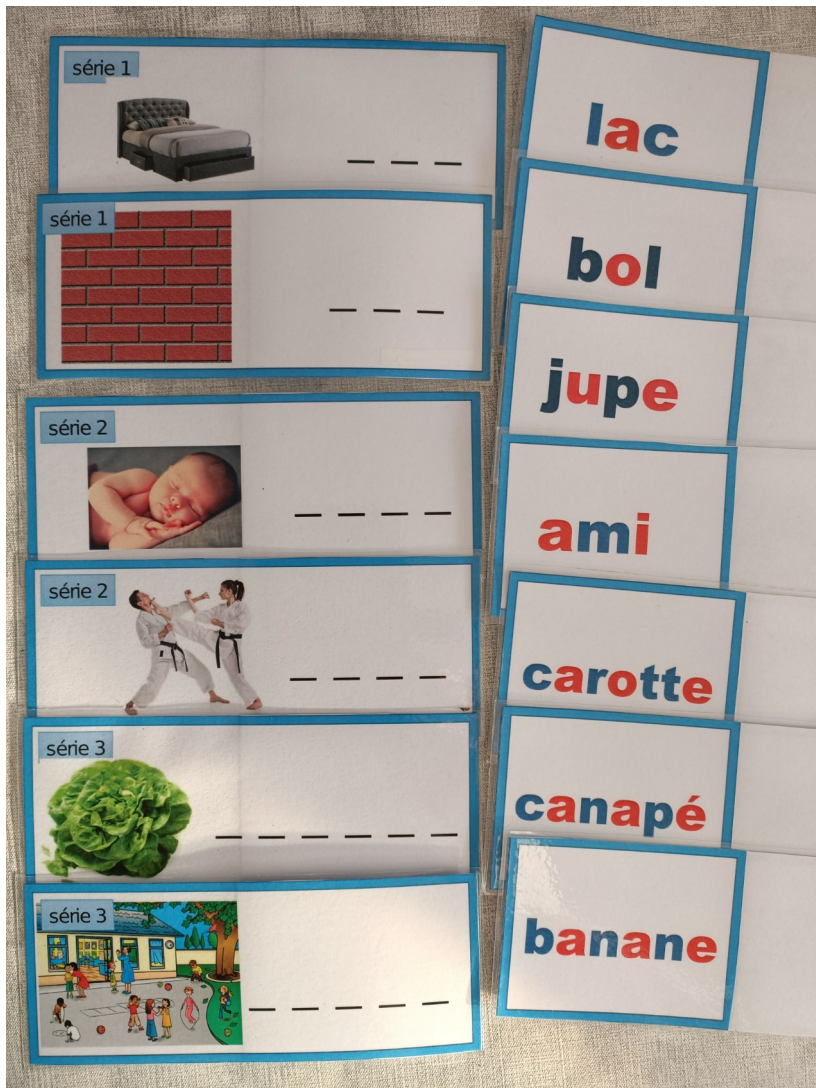 série 1
série 1
série 2
série 2
série 3
série 3
lac
bol
jupe
ami
carotte
canapé
banane